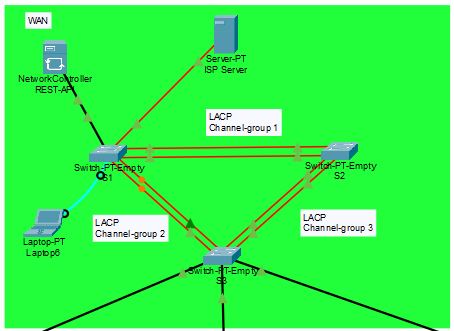 WAN
NetworkController
REST-API
Server-PT
ISP Server
LACP
Channel-group 1
Switch-PT-Empty
S1
Switch-PT-Empty
S2
Laptop-PT
Laptop6
LACP
Channel-group 2
LACP
Channel-group 3
Switch-PT-Empty
S3